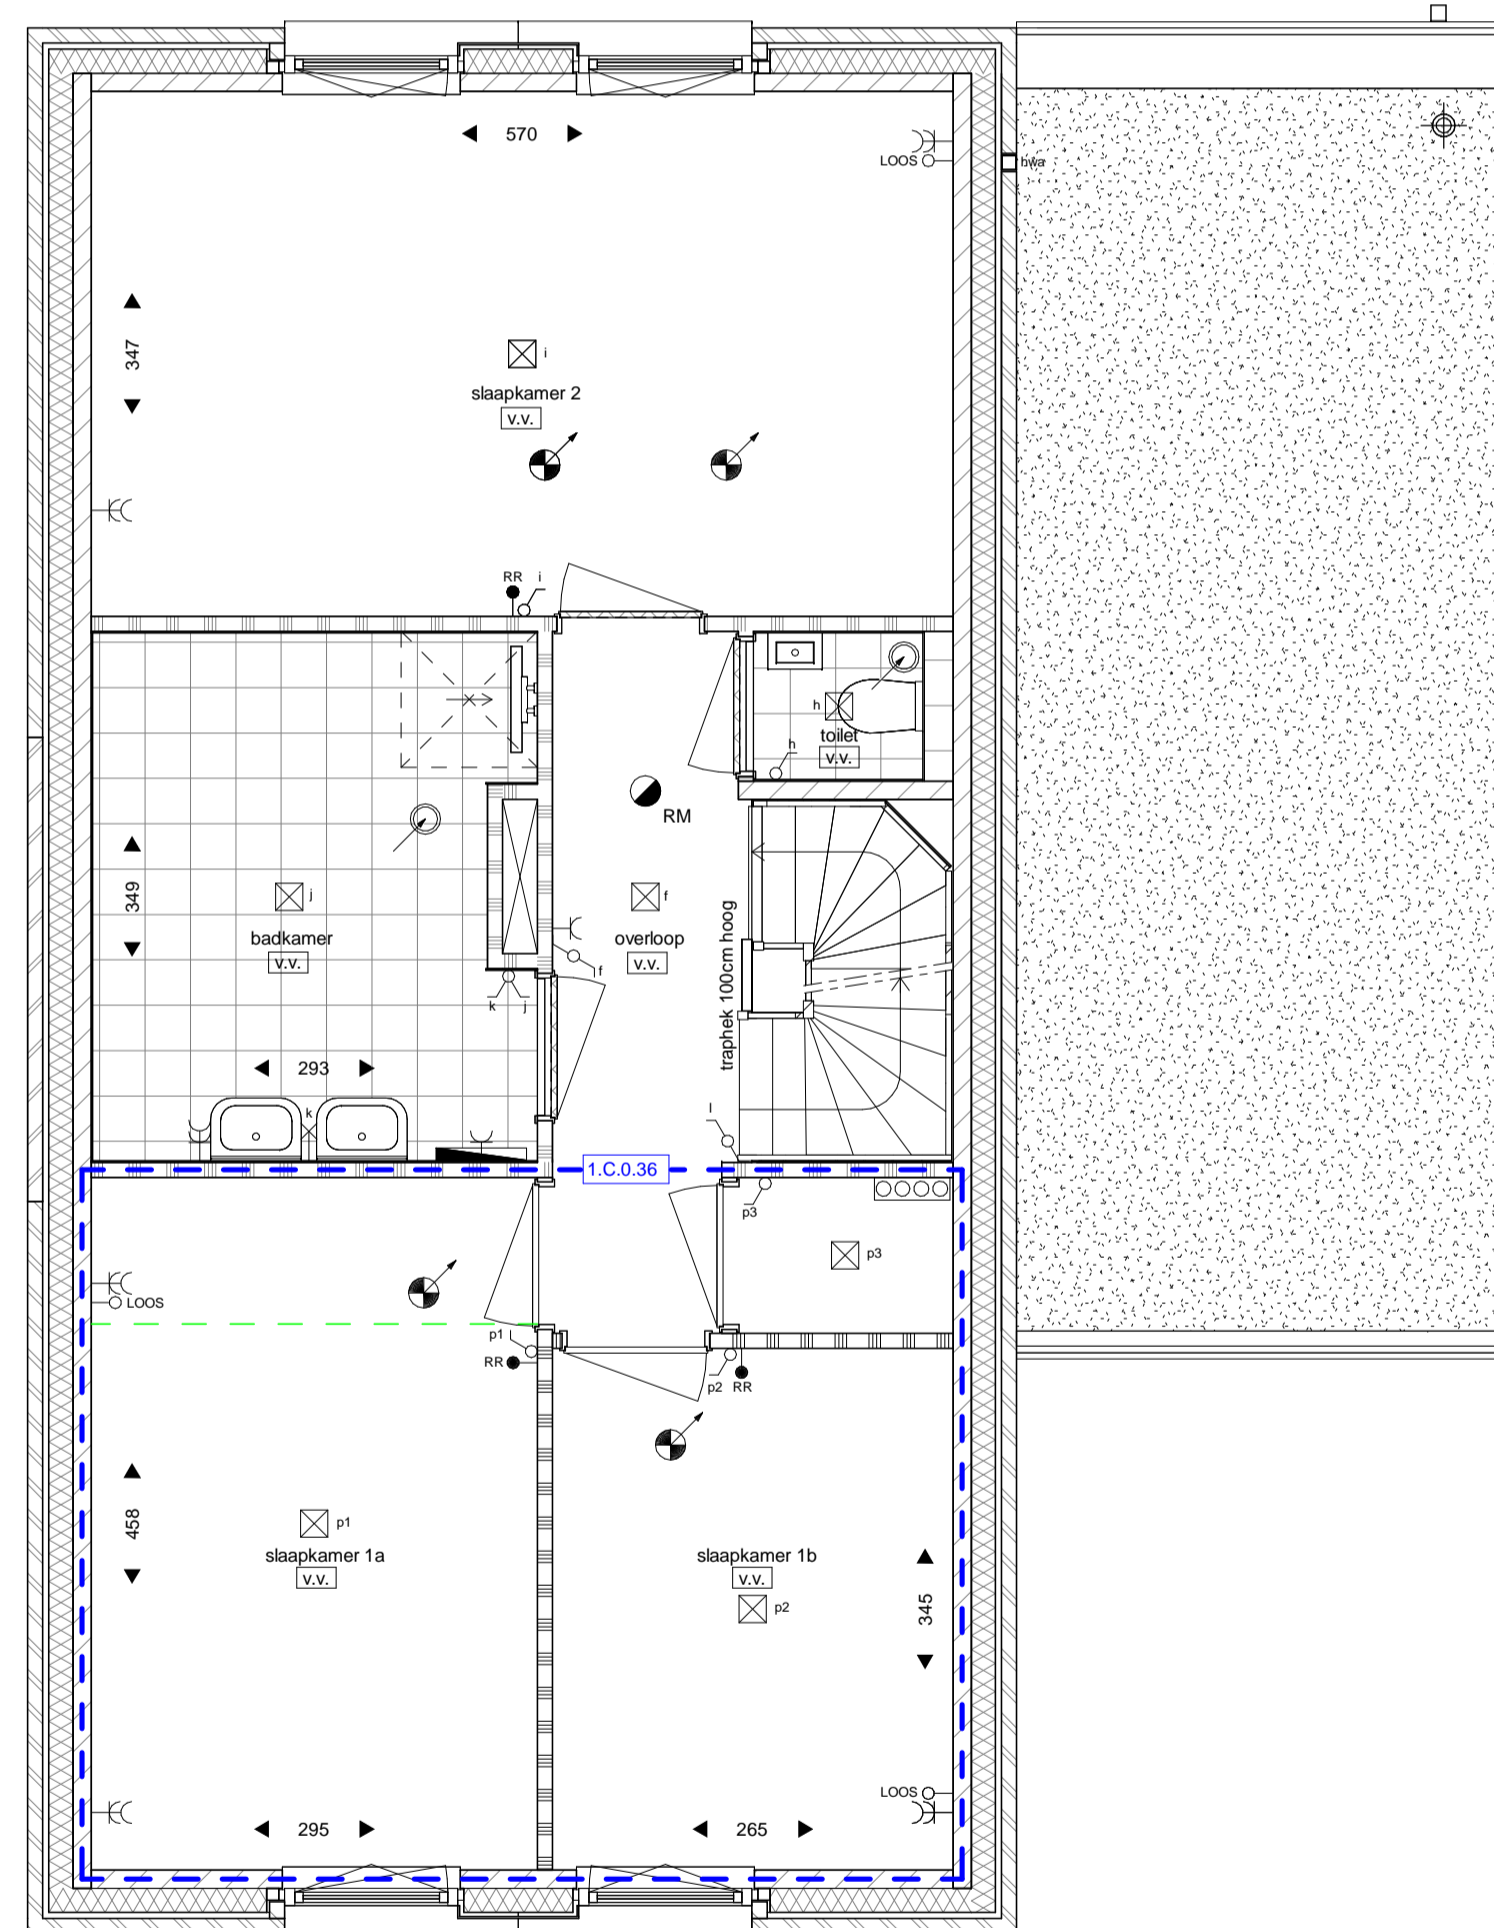 570
LOOS
hwa
347
i
slaapkamer 2
v.v.
RR
i
h
toilet
v.v.
h
RM
349
j
f
badkamer
v.v.
overloop
v.v.
f
k
j
traphek 100cm hoog
293
k
l
1.C.0.36
p3
p3
LOOS
p1
RR
p2
RR
458
p1
slaapkamer 1a
v.v.
slaapkamer 1b
v.v.
p2
345
LOOS
295
265